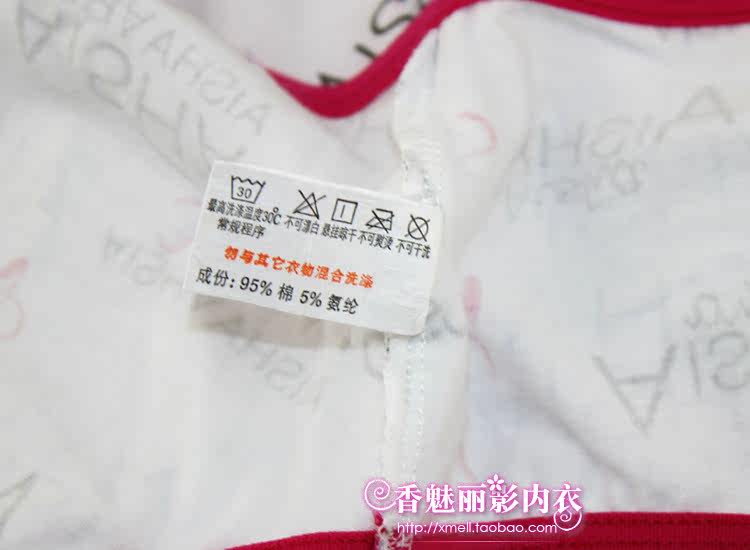 30
最高洗涤温度30℃ 不可漂白 悬挂晾干 不可熨烫 不可干洗
常规程序
勿与其它衣物混合洗涤
成份: 95% 棉 5% 氨纶
香魅丽影内衣
http://xmell.taobao.com/